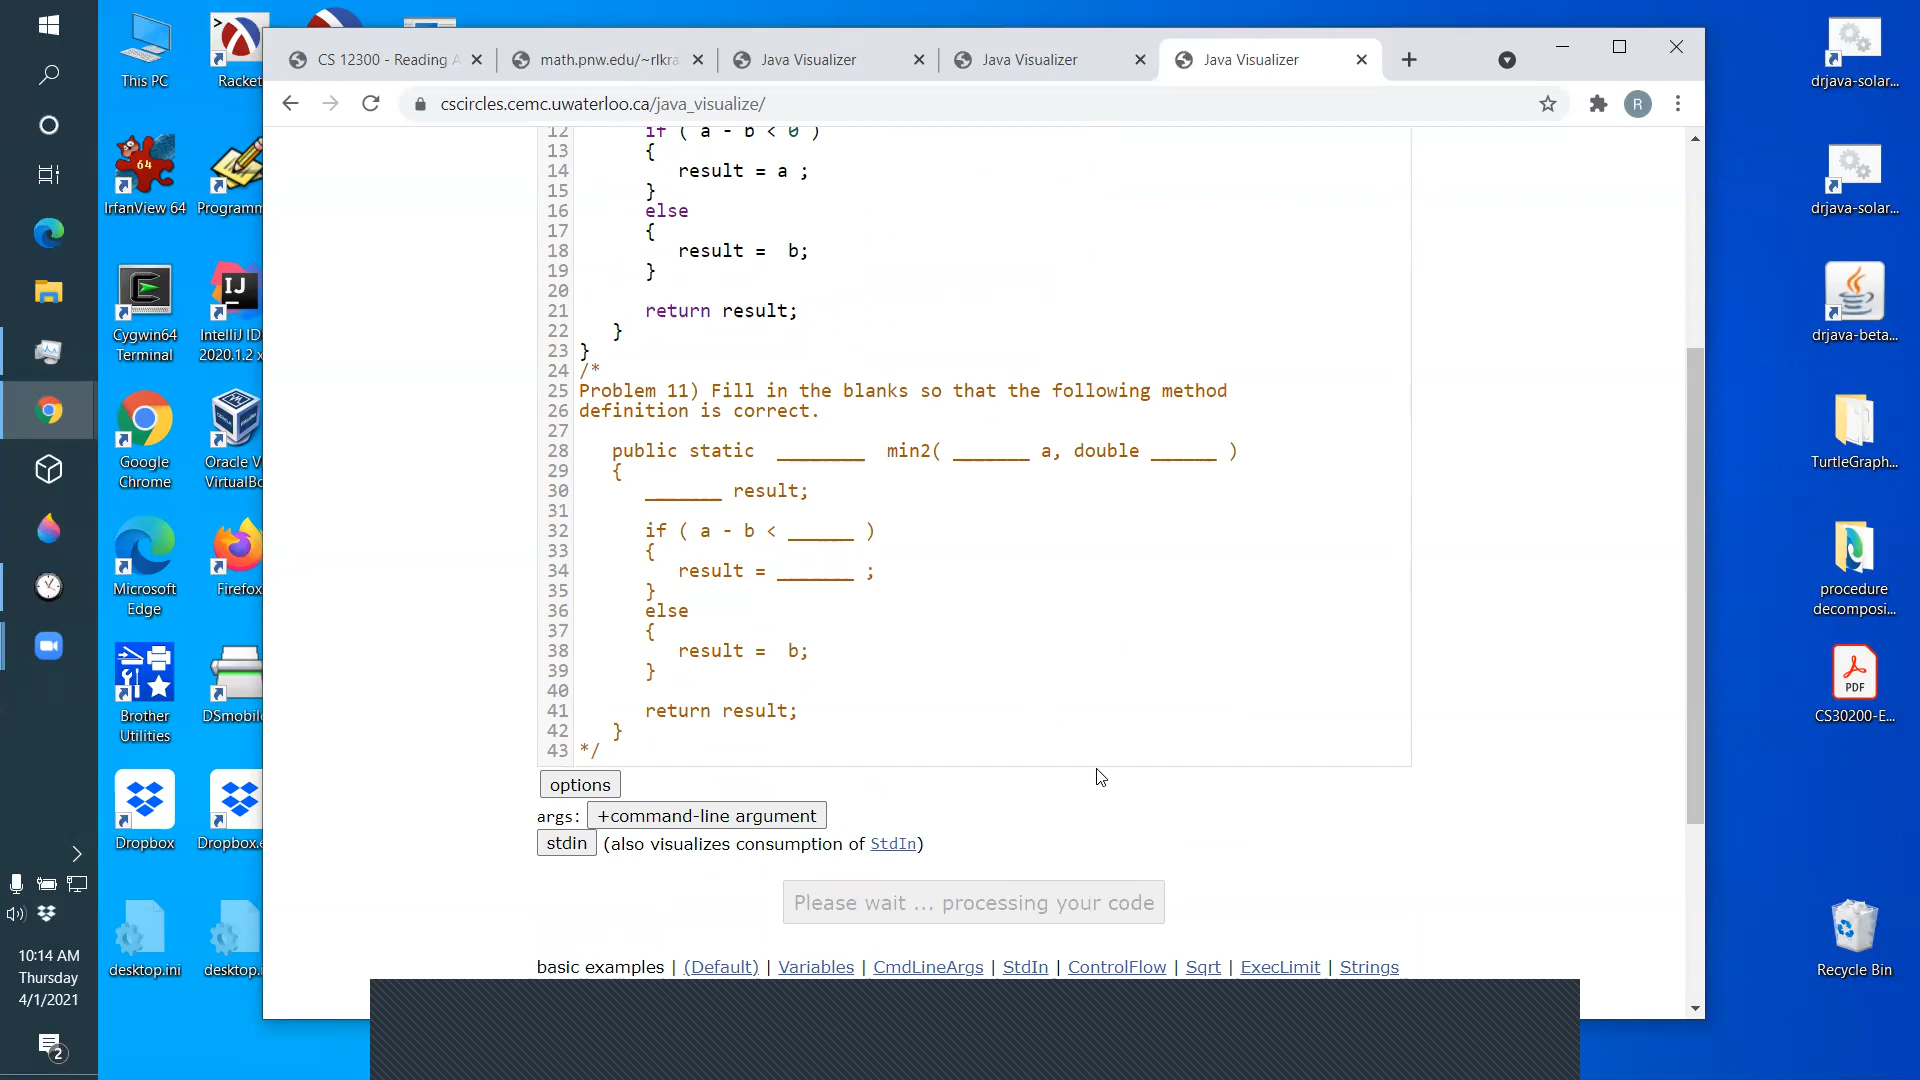 This PC
Racket
IrfanView 64
Programm
Cygwin64
Terminal
IntelliJ ID
2020.1.2 x
Google
Chrome
Oracle V
VirtualBo
Microsoft
Edge
Firefox
Brother
Utilities
DSmobil
Dropbox
Dropbox.e
desktop.ini
desktop.i
10:14 AM
Thursday
4/1/2021
2
CS 12300 - Reading A
math.pnw.edu/~rlkra
Java Visualizer
Java Visualizer
Java Visualizer
cscircles.cemc.uwaterloo.ca/java_visualize/
R
12 if ( a - b < 0 )
13 {
14 result = a ;
15 }
16 else
17 {
18 result =  b;
19 }
20
21 return result;
22 }
23 }
24 /*
25 Problem 11) Fill in the blanks so that the following method
26 definition is correct.
27
28 public static ________ min2( _______ a, double ______ )
29 {
30 _______ result;
31
32 if ( a - b < ______ )
33 {
34 result = _______ ;
35 }
36 else
37 {
38 result =  b;
39 }
40
41 return result;
42 }
43 */
options
args: +command-line argument
stdin (also visualizes consumption of StdIn)
Please wait ... processing your code
basic examples | (Default) | Variables | CmdLineArgs | StdIn | ControlFlow | Sqrt | ExecLimit | Strings
drjava-solar...
drjava-solar...
drjava-beta...
TurtleGraph...
procedure
decomposi...
PDF
CS30200-E...
Recycle Bin